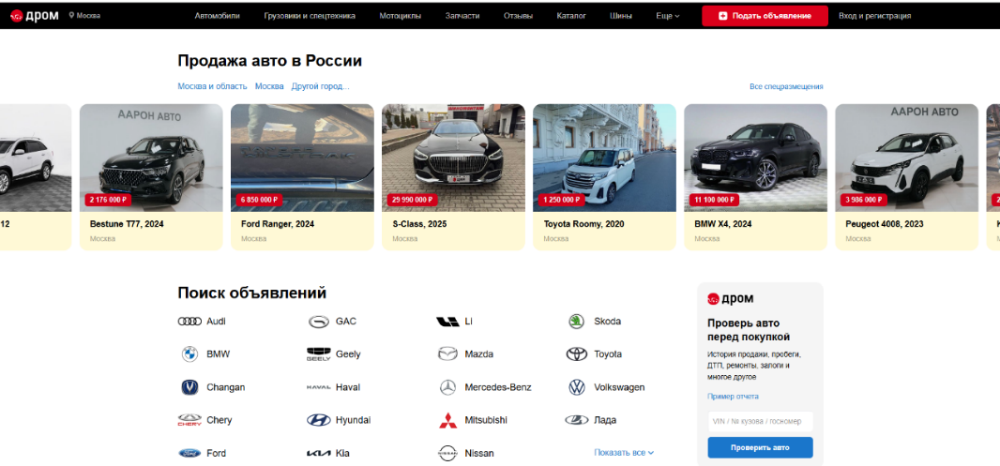 дром Москва Автомобили Грузовики и спецтехника Мотоциклы Запчасти Отзывы Каталог Шины Еще Подать объявление Вход и регистрация
Продажа авто в России
Москва и область Москва Другой город... Все спецразмещения
ААРОН АВТО ААРОН АВТО
2 176 000 ₽ 6 850 000 ₽ 29 990 000 ₽ 1 250 000 ₽ 11 100 000 ₽ 3 986 000 ₽ 2
12 Bestune T77, 2024 Ford Ranger, 2024 S-Class, 2025 Toyota Roomy, 2020 BMW X4, 2024 Peugeot 4008, 2023
Москва Москва Москва Москва Москва Москва
Поиск объявлений
Audi GAC Li Skoda
BMW GEELY Geely Mazda Toyota
Changan HAVAL Haval Mercedes-Benz Volkswagen
CHERY Chery Hyundai Mitsubishi Лада
Ford KIA Kia NISSAN Nissan Показать все
дром
Проверь авто
перед покупкой
История продажи, пробеги,
ДТП, ремонты, залоги и
многое другое
Пример отчета
VIN / № кузова / госномер
Проверить авто